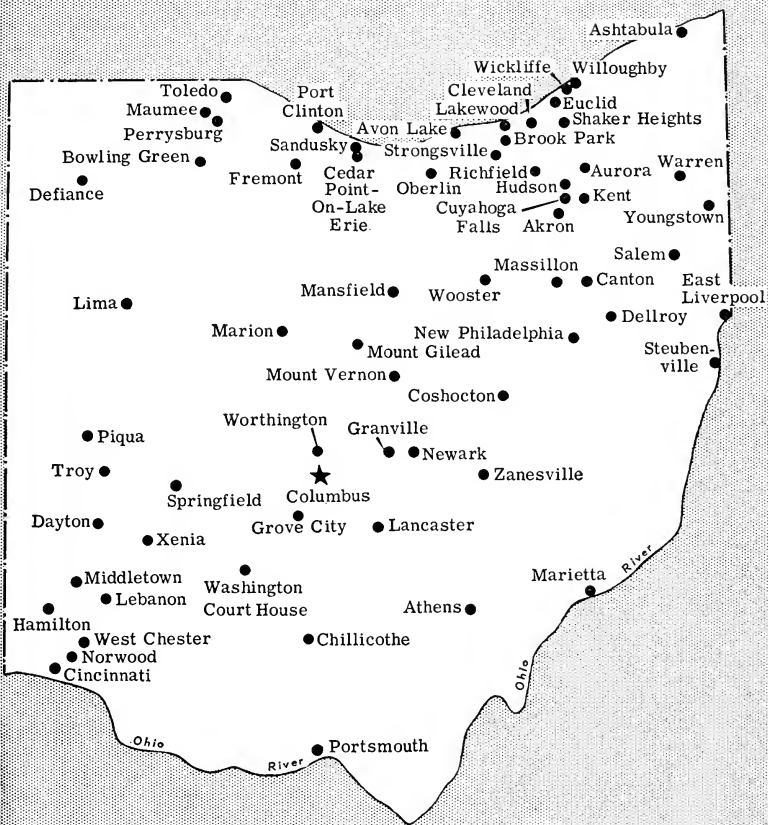 Ashtabula
Wickliffe
Willoughby
Toledo
Port
Clinton
Cleveland
Euclid
Maumee
Lakewood
Shaker Heights
Perrysburg
Avon Lake
Brook Park
Sandusky
Strongsville
Bowling Green
Fremont
Cedar
Point-
On-Lake
Erie
Oberlin
Richfield
Aurora
Warren
Hudson
Defiance
Kent
Cuyahoga
Falls
Akron
Youngstown
Salem
Massillon
Canton
East
Liverpool
Mansfield
Wooster
Lima
Dellroy
Marion
New Philadelphia
Mount Gilead
Steuben-
ville
Mount Vernon
Coshocton
Worthington
Granville
Piqua
Newark
Troy
Zanesville
Springfield
Columbus
Dayton
Grove City
Lancaster
Xenia
River
Marietta
Middletown
Washington
Court House
Lebanon
Athens
Hamilton
West Chester
Chillicothe
Norwood
Cincinnati
Ohio
Ohio
River
Portsmouth